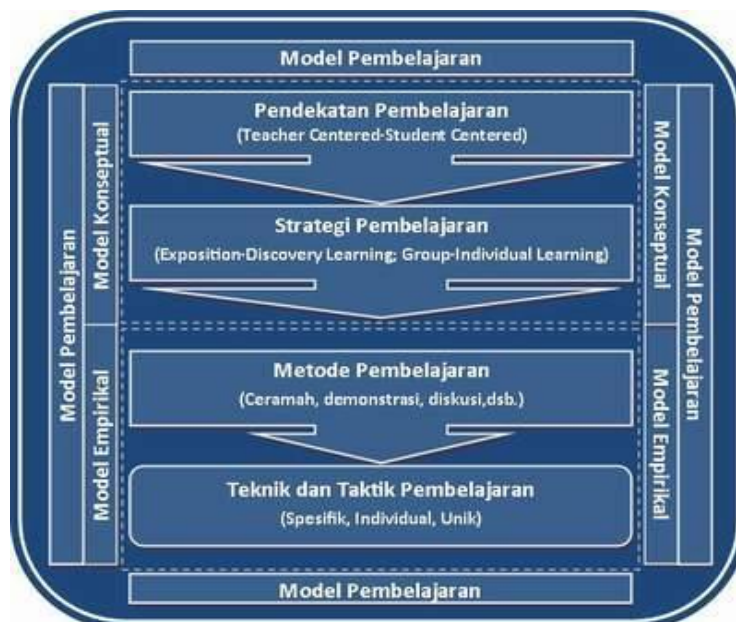 Model Pembelajaran
Model Pembelajaran
Model Konseptual
Model Empirikal
Pendekatan Pembelajaran
(Teacher Centered-Student Centered)
Strategi Pembelajaran
(Exposition-Discovery Learning; Group-Individual Learning)
Metode Pembelajaran
(Ceramah, demonstrasi, diskusi,dsb.)
Teknik dan Taktik Pembelajaran
(Spesifik, Individual, Unik)
Model Konseptual
Model Empirikal
Model Pembelajaran
Model Pembelajaran